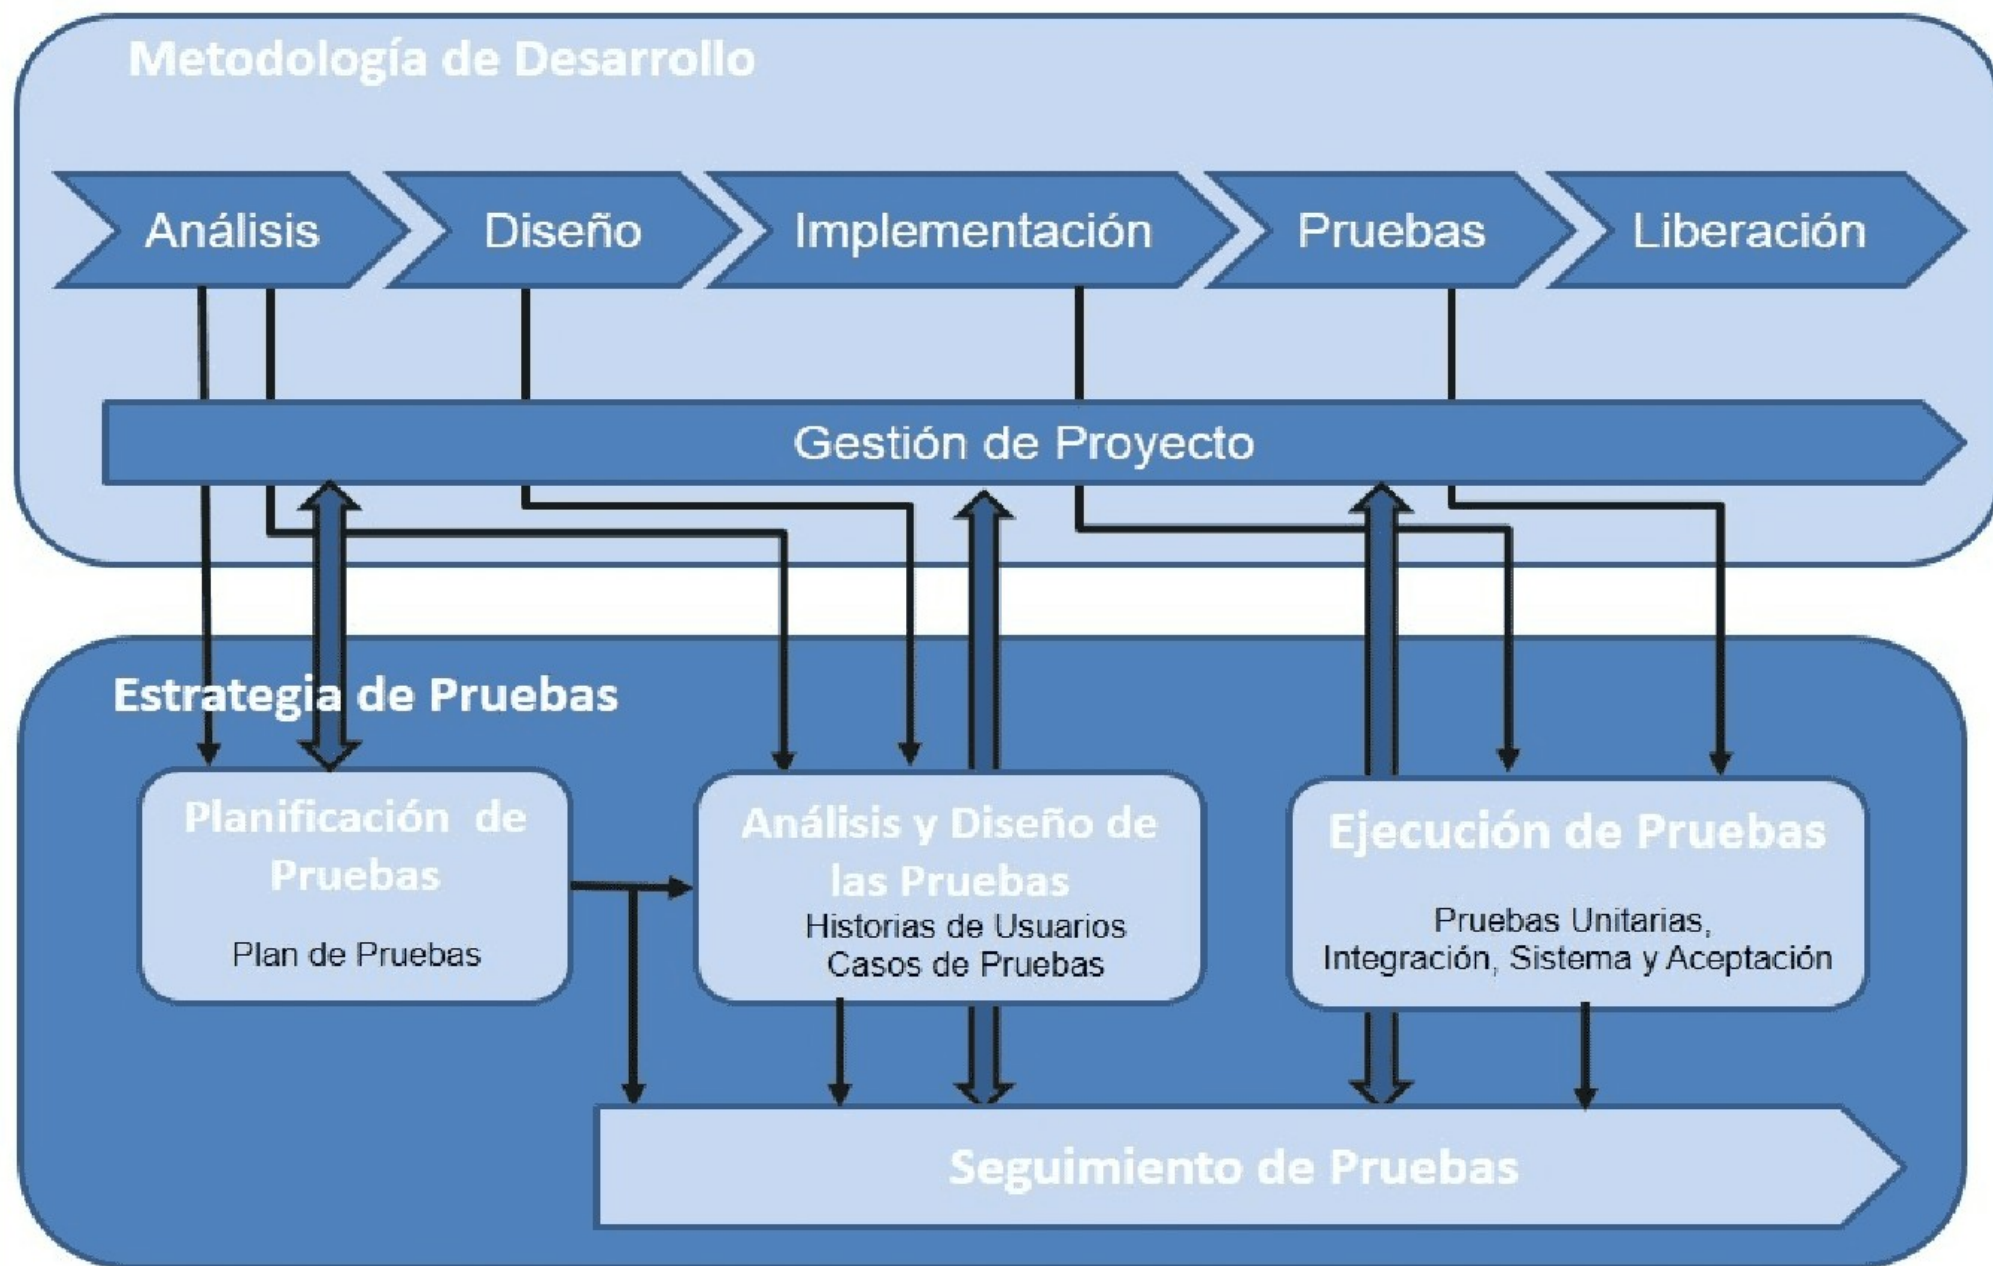 Metodología de Desarrollo
Análisis
Diseño
Implementación
Pruebas
Liberación
Gestión de Proyecto
Estrategia de Pruebas
Planificación de
Pruebas
Plan de Pruebas
Análisis y Diseño de
las Pruebas
Historias de Usuarios
Casos de Pruebas
Ejecución de Pruebas
Pruebas Unitarias,
Integración, Sistema y Aceptación
Seguimiento de Pruebas